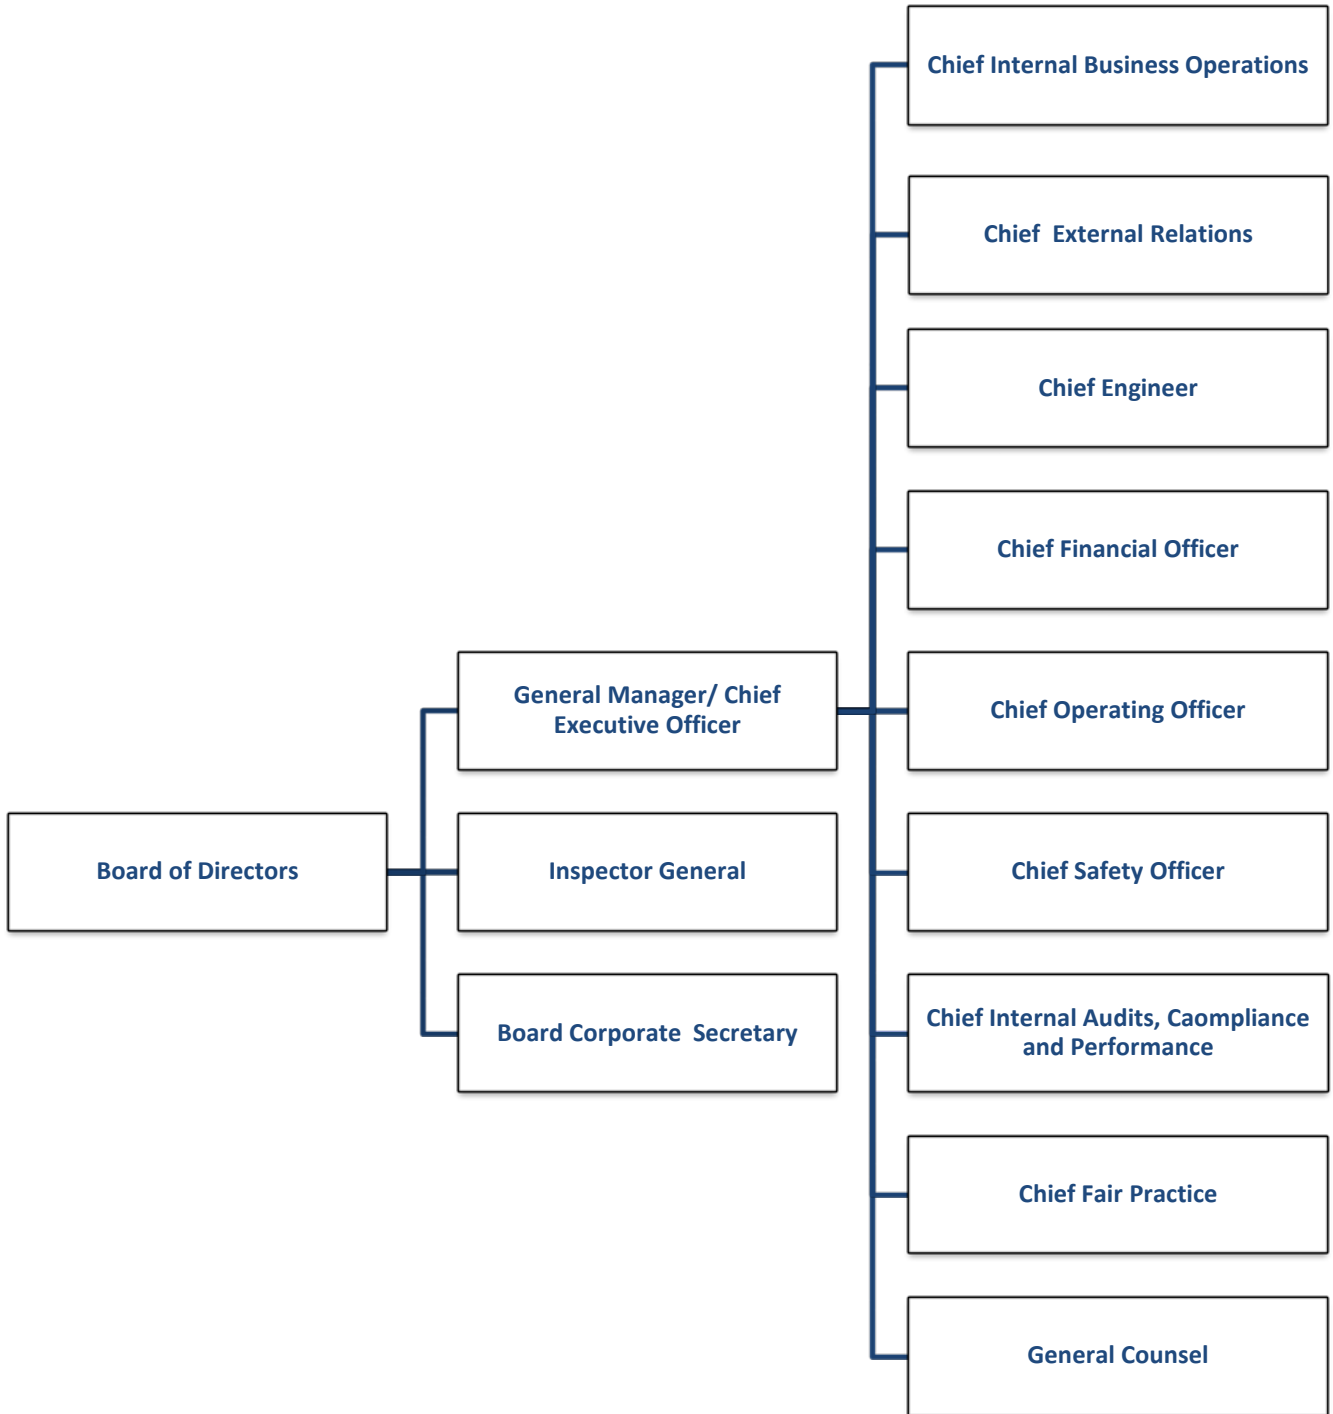 Chief Internal Business Operations
Chief  External Relations
Chief Engineer
Chief Financial Officer
General Manager/ Chief
Executive Officer
Chief Operating Officer
Board of Directors
Inspector General
Chief Safety Officer
Board Corporate  Secretary
Chief Internal Audits, Caompliance
and Performance
Chief Fair Practice
General Counsel